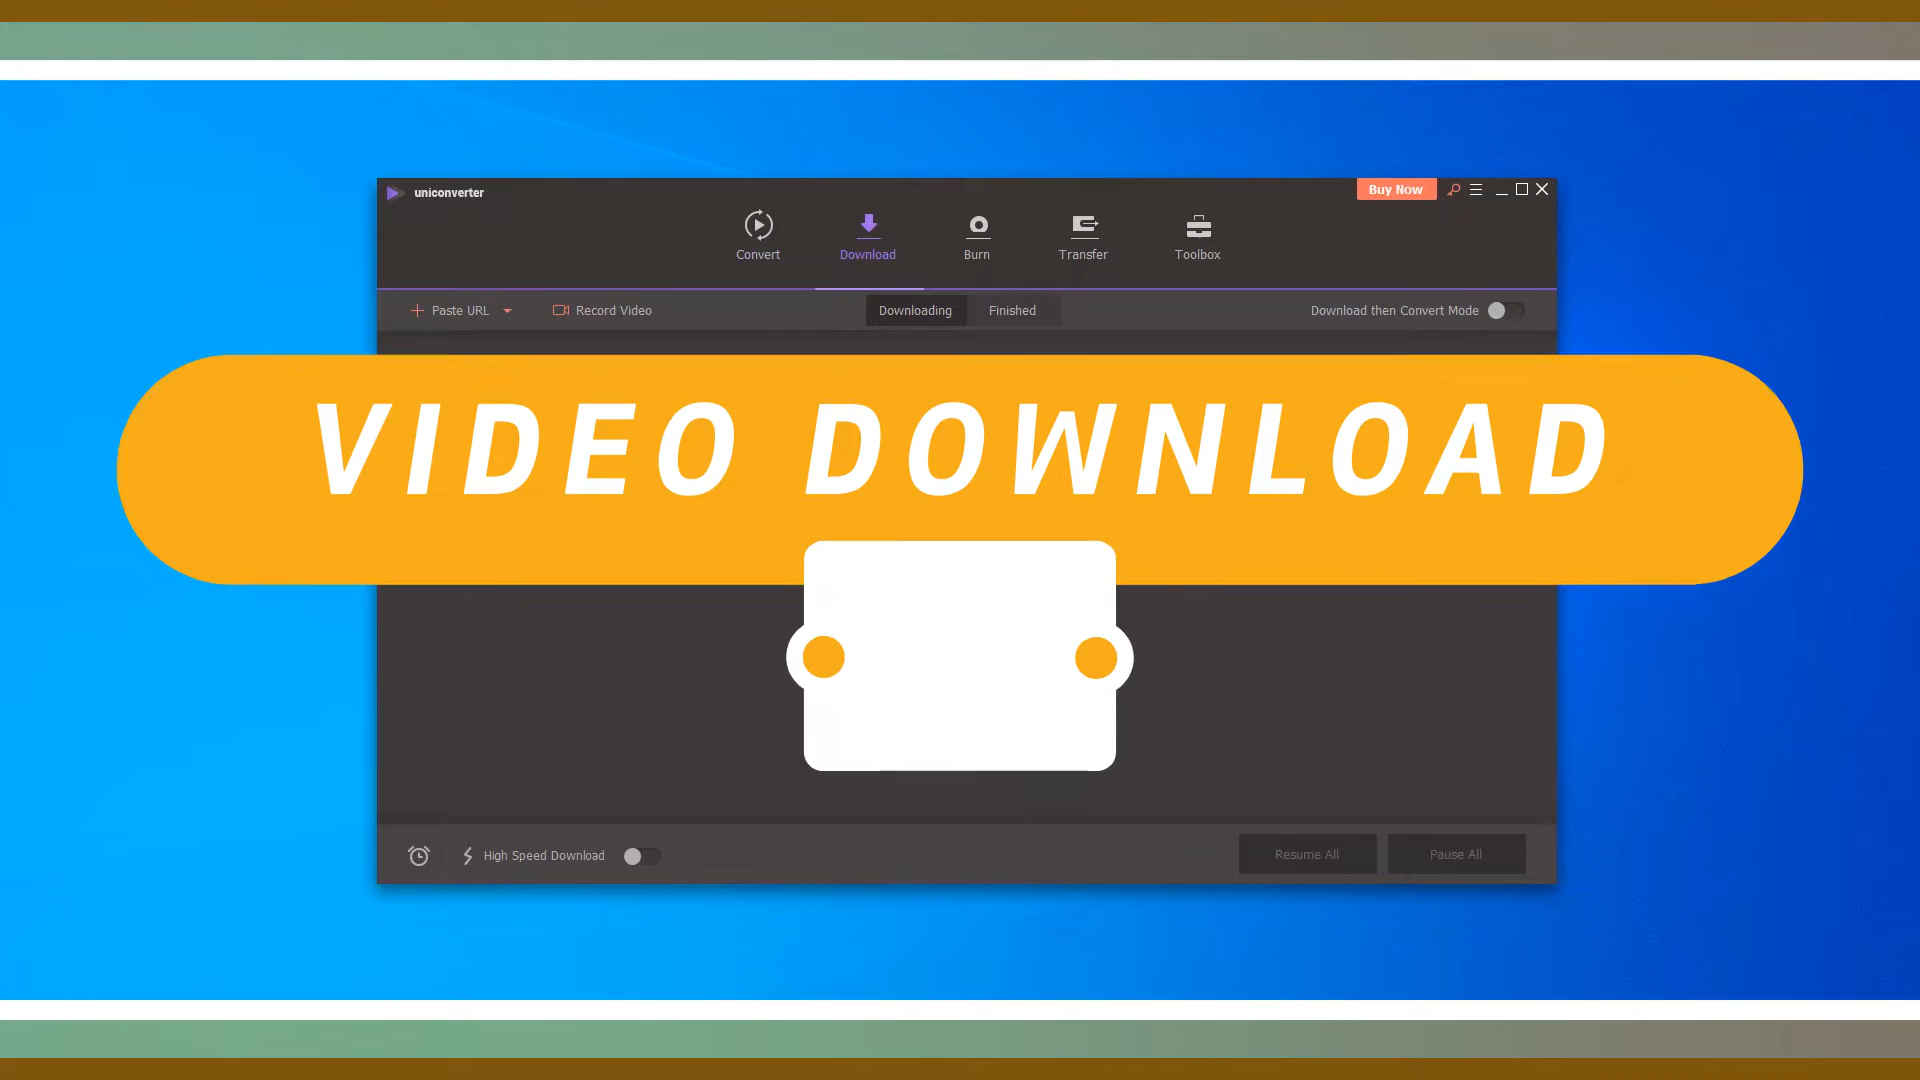 uniconverter
Buy Now
Convert
Download
Burn
Transfer
Toolbox
Paste URL
Record Video
Downloading
Finished
Download then Convert Mode
VIDEO DOWNLOAD
High Speed Download
Resume All
Pause All